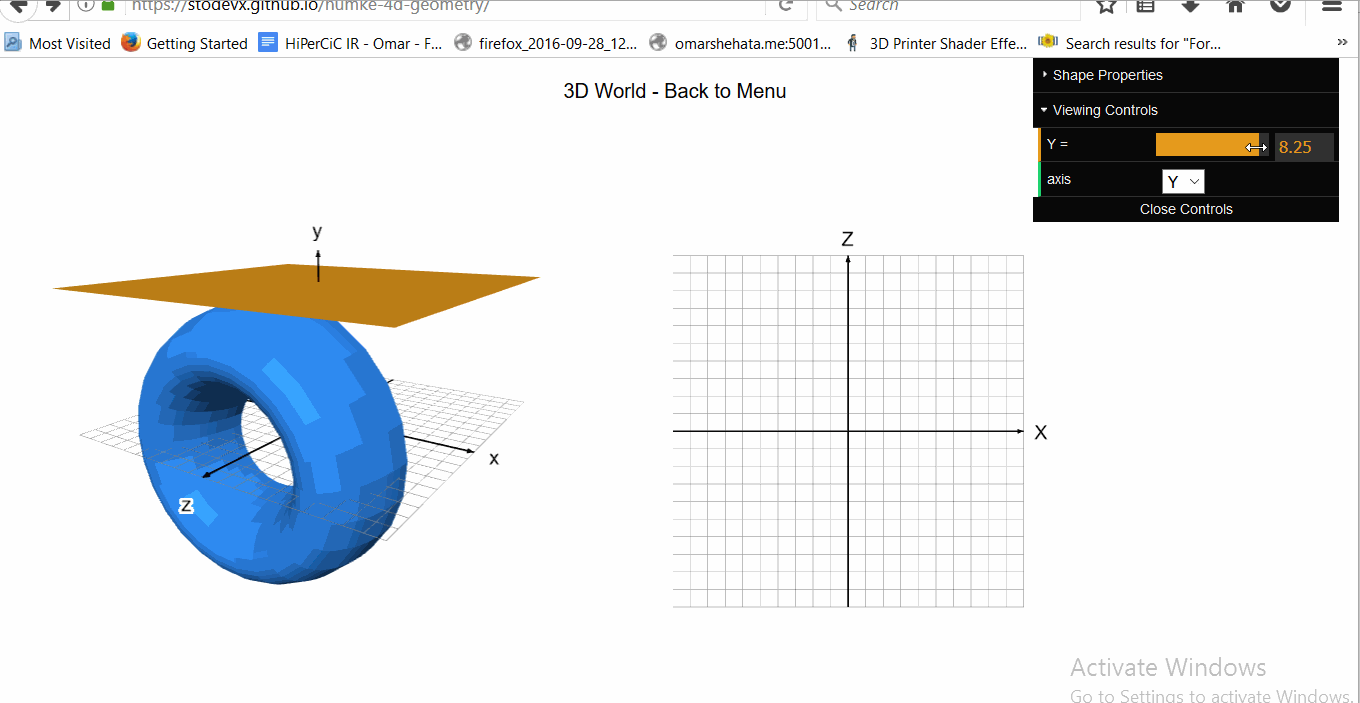 https://stodevx.github.io/humke-4d-geometry/
Search
Most Visited Getting Started HiPerCiC IR - Omar - F... firefox_2016-09-28_12... omarshehata.me:5001... 3D Printer Shader Effe... Search results for "For... »
3D World - Back to Menu
Shape Properties
Viewing Controls
Y = 8.25
axis Y
Close Controls
y
x
z
Z
X
Activate Windows
Go to Settings to activate Windows.